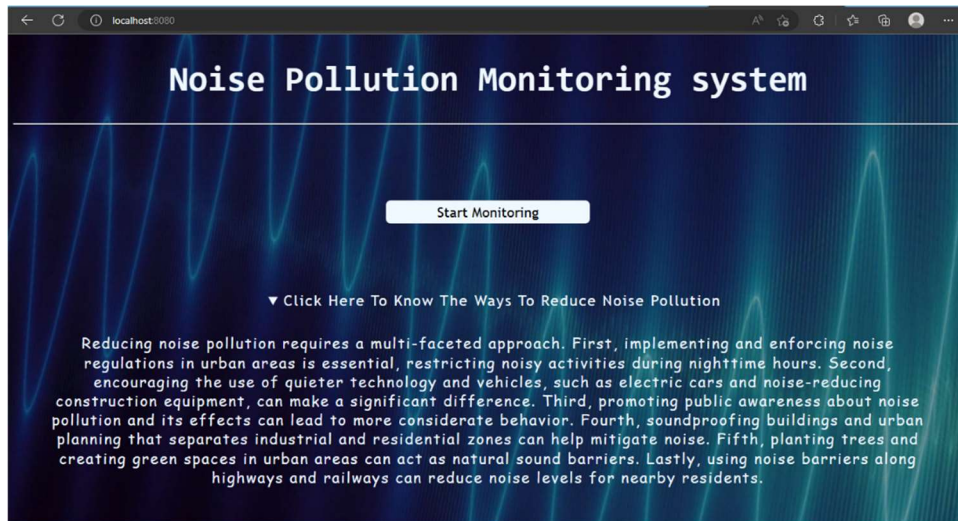 localhost:8080
Noise Pollution Monitoring system
Start Monitoring
▼ Click Here To Know The Ways To Reduce Noise Pollution
Reducing noise pollution requires a multi-faceted approach. First, implementing and enforcing noise
regulations in urban areas is essential, restricting noisy activities during nighttime hours. Second,
encouraging the use of quieter technology and vehicles, such as electric cars and noise-reducing
construction equipment, can make a significant difference. Third, promoting public awareness about noise
pollution and its effects can lead to more considerate behavior. Fourth, soundproofing buildings and urban
planning that separates industrial and residential zones can help mitigate noise. Fifth, planting trees and
creating green spaces in urban areas can act as natural sound barriers. Lastly, using noise barriers along
highways and railways can reduce noise levels for nearby residents.